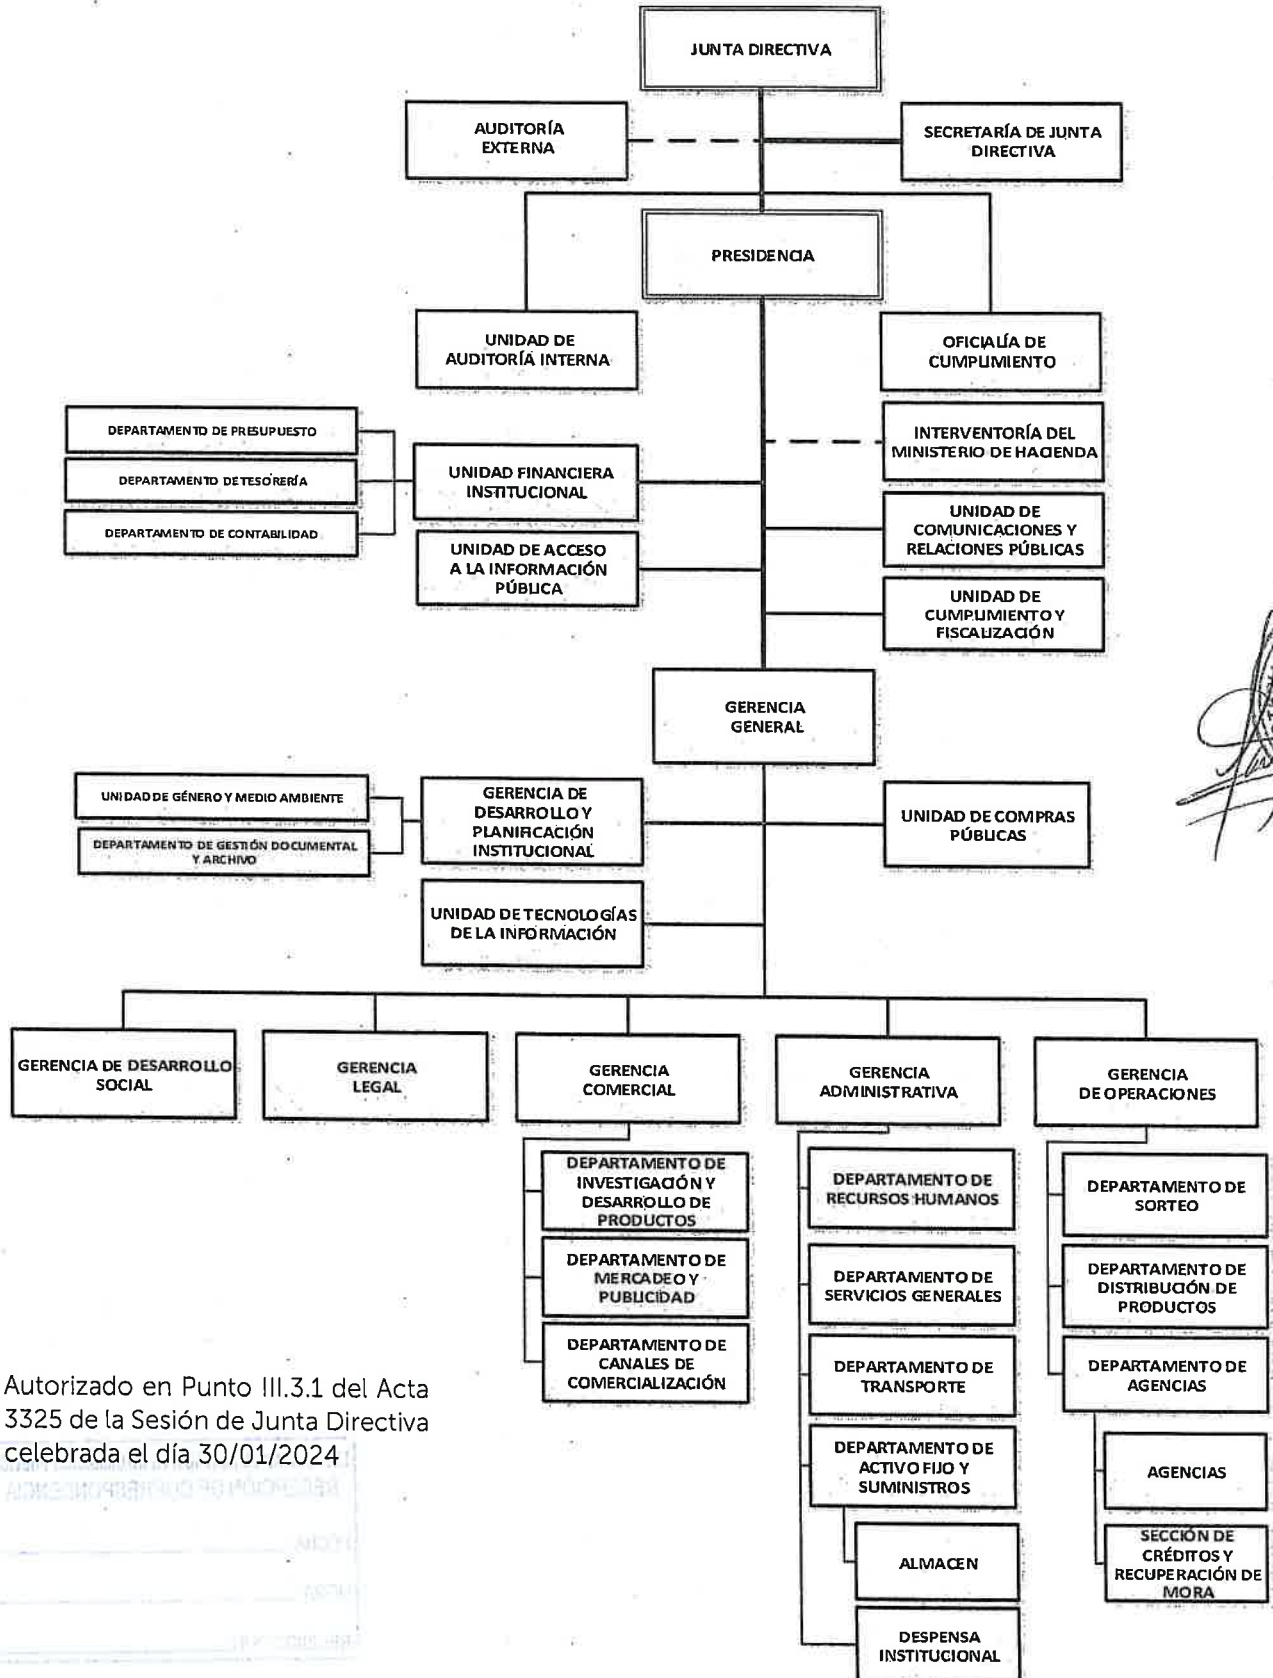 JUNTA DIRECTIVA
AUDITORÍA
EXTERNA
SECRETARÍA DE JUNTA
DIRECTIVA
PRESIDENCIA
UNIDAD DE
AUDITORÍA INTERNA
OFICIALÍA DE
CUMPLIMIENTO
DEPARTAMENTO DE PRESUPUESTO
DEPARTAMENTO DE TESORERÍA
DEPARTAMENTO DE CONTABILIDAD
UNIDAD FINANCIERA
INSTITUCIONAL
INTERVENTORÍA DEL
MINISTERIO DE HACIENDA
UNIDAD DE ACCESO
A LA INFORMACIÓN
PÚBLICA
UNIDAD DE
COMUNICACIONES Y
RELACIONES PÚBLICAS
UNIDAD DE
CUMPLIMIENTO Y
FISCALIZACIÓN
GERENCIA
GENERAL
UNIDAD DE GÉNERO Y MEDIO AMBIENTE
DEPARTAMENTO DE GESTIÓN DOCUMENTAL
Y ARCHIVO
GERENCIA DE
DESARROLLO Y
PLANIFICACIÓN
INSTITUCIONAL
UNIDAD DE COMPRAS
PÚBLICAS
UNIDAD DE TECNOLOGÍAS
DE LA INFORMACIÓN
GERENCIA DE DESARROLLO
SOCIAL
GERENCIA
LEGAL
GERENCIA
COMERCIAL
GERENCIA
ADMINISTRATIVA
GERENCIA
DE OPERACIONES
DEPARTAMENTO DE
INVESTIGACIÓN Y
DESARROLLO DE
PRODUCTOS
DEPARTAMENTO DE
MERCADEO Y
PUBLICIDAD
DEPARTAMENTO DE
CANALES DE
COMERCIALIZACIÓN
DEPARTAMENTO DE
RECURSOS HUMANOS
DEPARTAMENTO DE
SERVICIOS GENERALES
DEPARTAMENTO DE
TRANSPORTE
DEPARTAMENTO DE
ACTIVO FIJO Y
SUMINISTROS
ALMACEN
DESPENSA
INSTITUCIONAL
DEPARTAMENTO DE
SORTEO
DEPARTAMENTO DE
DISTRIBUCIÓN DE
PRODUCTOS
DEPARTAMENTO DE
AGENCIAS
AGENCIAS
SECCIÓN DE
CRÉDITOS Y
RECUPERACIÓN DE
MORA
Autorizado en Punto III.3.1 del Acta
3325 de la Sesión de Junta Directiva
celebrada el día 30/01/2024
RECEPCIÓN DE CORRESPONDENCIA